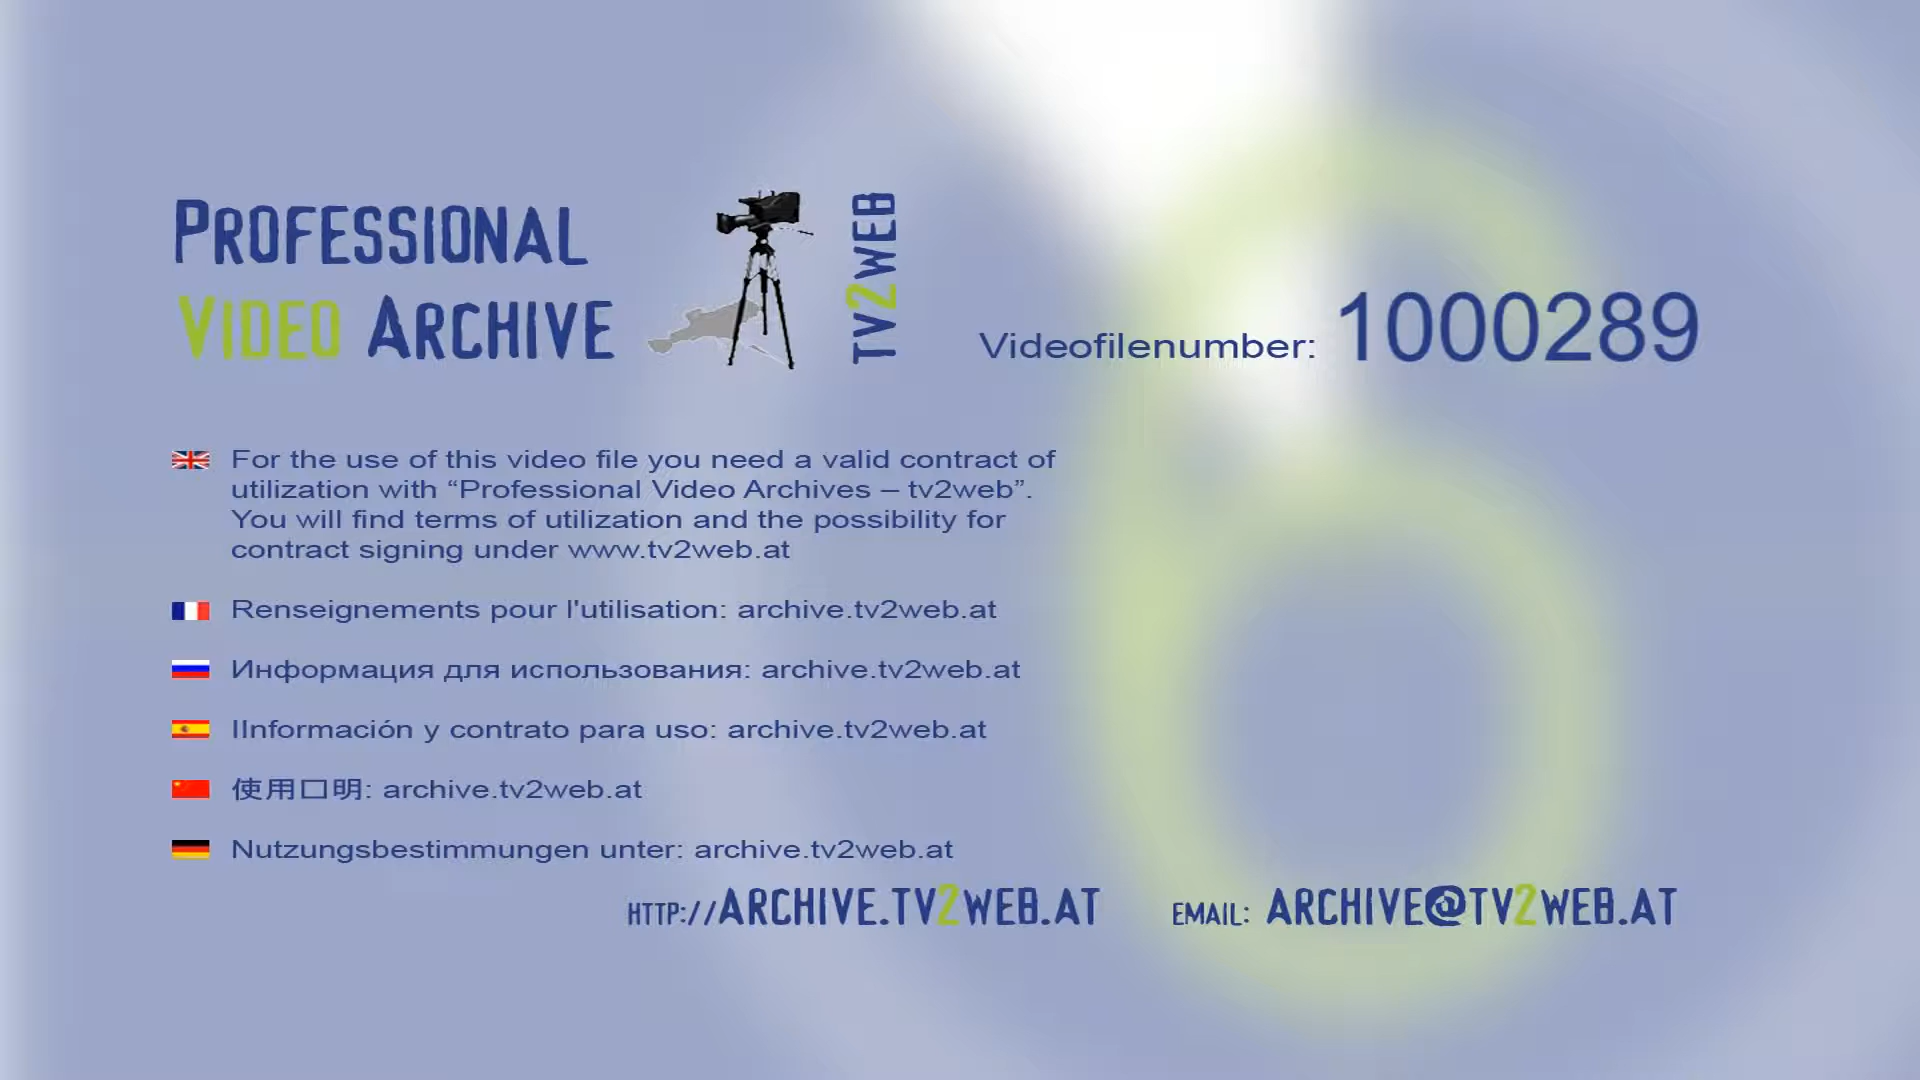 PROFESSIONAL
VIDEO ARCHIVE
TV2WEB
Videofilenumber: 1000289
For the use of this video file you need a valid contract of
utilization with “Professional Video Archives – tv2web”.
You will find terms of utilization and the possibility for
contract signing under www.tv2web.at
Renseignements pour l'utilisation: archive.tv2web.at
Информация для использования: archive.tv2web.at
IInformación y contrato para uso: archive.tv2web.at
使用口明: archive.tv2web.at
Nutzungsbestimmungen unter: archive.tv2web.at
HTTP://ARCHIVE.TV2WEB.AT EMAIL: ARCHIVE@TV2WEB.AT